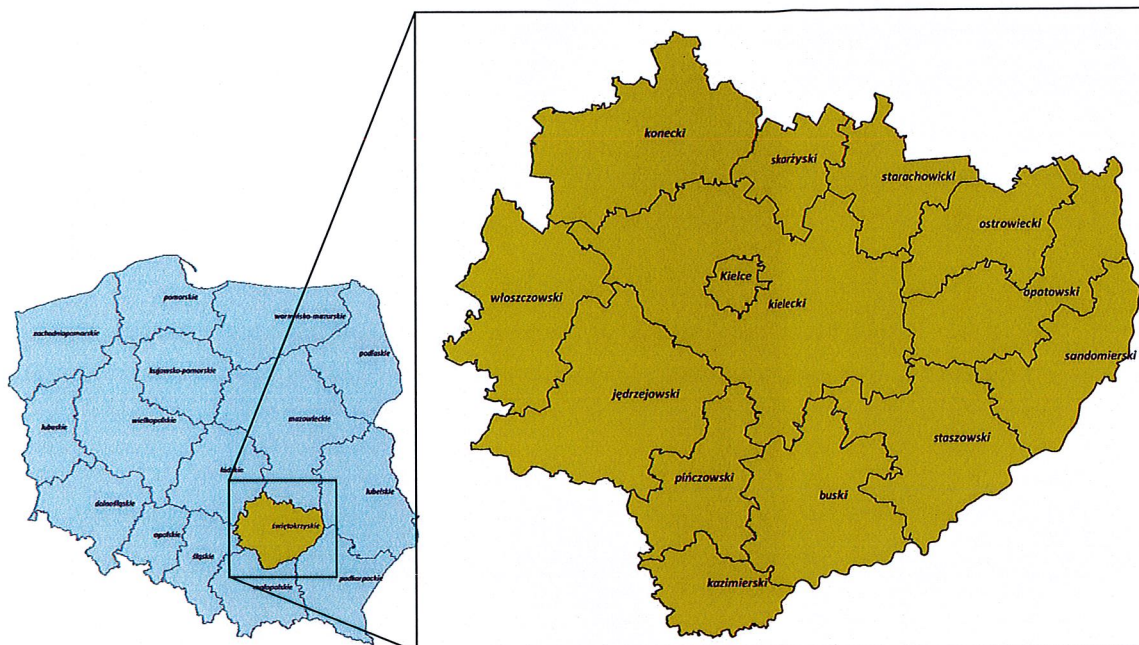 pomorskie
warmińsko-mazurskie
zachodniopomorskie
podlaskie
kujawsko-pomorskie
mazowieckie
wielkopolskie
lubuskie
łódzkie
lubelskie
dolnośląskie
świętokrzyskie
opolskie
śląskie
małopolskie
podkarpackie
konecki
skarżyski
starachowicki
ostrowiecki
Kielce
włoszczowski
kielecki
opatowski
sandomierski
jędrzejowski
staszowski
pińczowski
buski
kazimierski